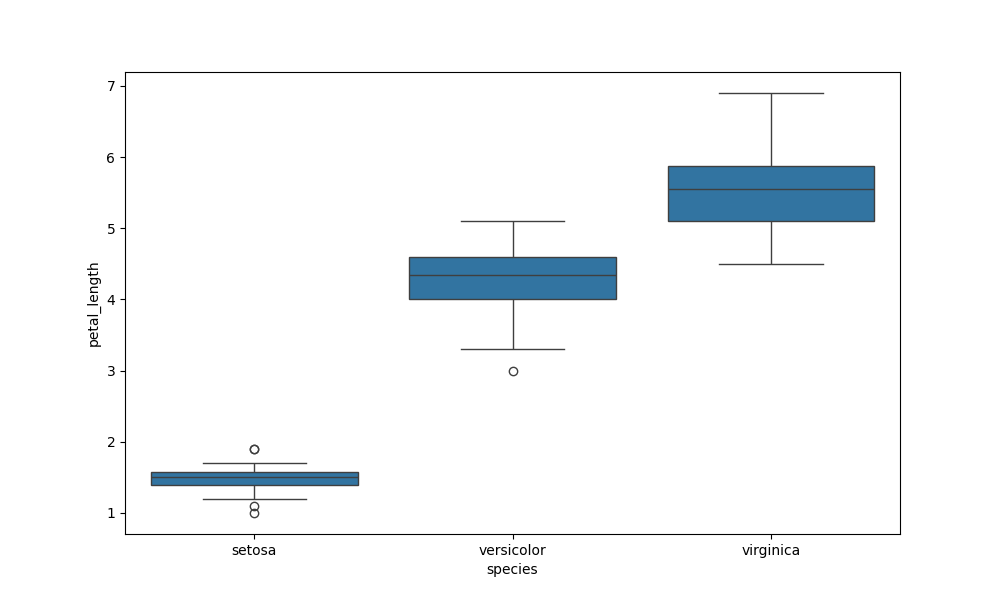 7
6
5
4
3
2
1
petal_length
setosa
versicolor
virginica
species